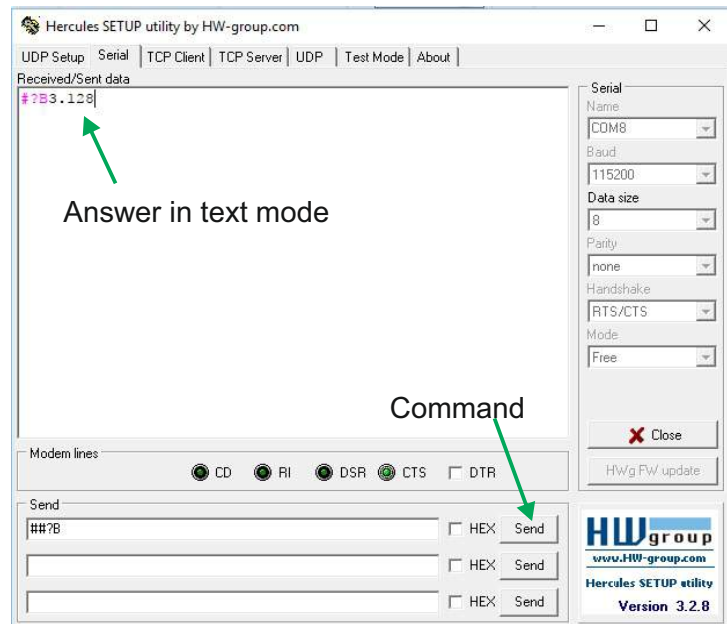 Hercules SETUP utility by HW-group.com
UDP Setup Serial TCP Client TCP Server UDP Test Mode About
Received/Sent data
#?B3.128
Answer in text mode
Serial
Name
COM8
Baud
115200
Data size
8
Parity
none
Handshake
RTS/CTS
Mode
Free
Command
Close
HWg FW update
Modem lines
CD RI DSR CTS DTR
Send
##?B HEX Send
HEX Send
HEX Send
HWgroup
www.HW-group.com
Hercules SETUP utility
Version 3.2.8